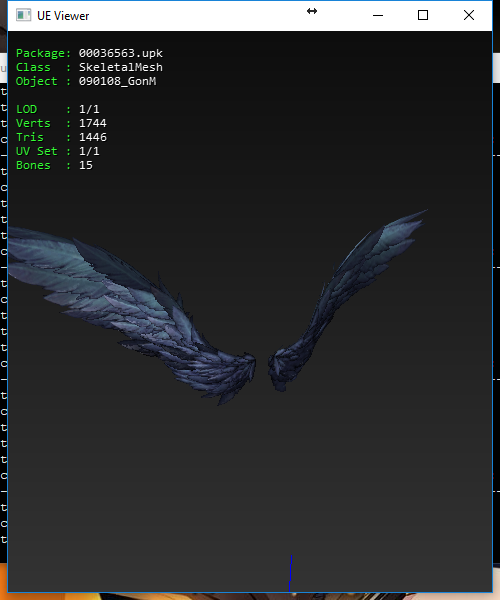 UE Viewer
Package: 00036563.upk
Class  : SkeletalMesh
Object : 090108_GonM
LOD    : 1/1
Verts  : 1744
Tris   : 1446
UV Set : 1/1
Bones  : 15